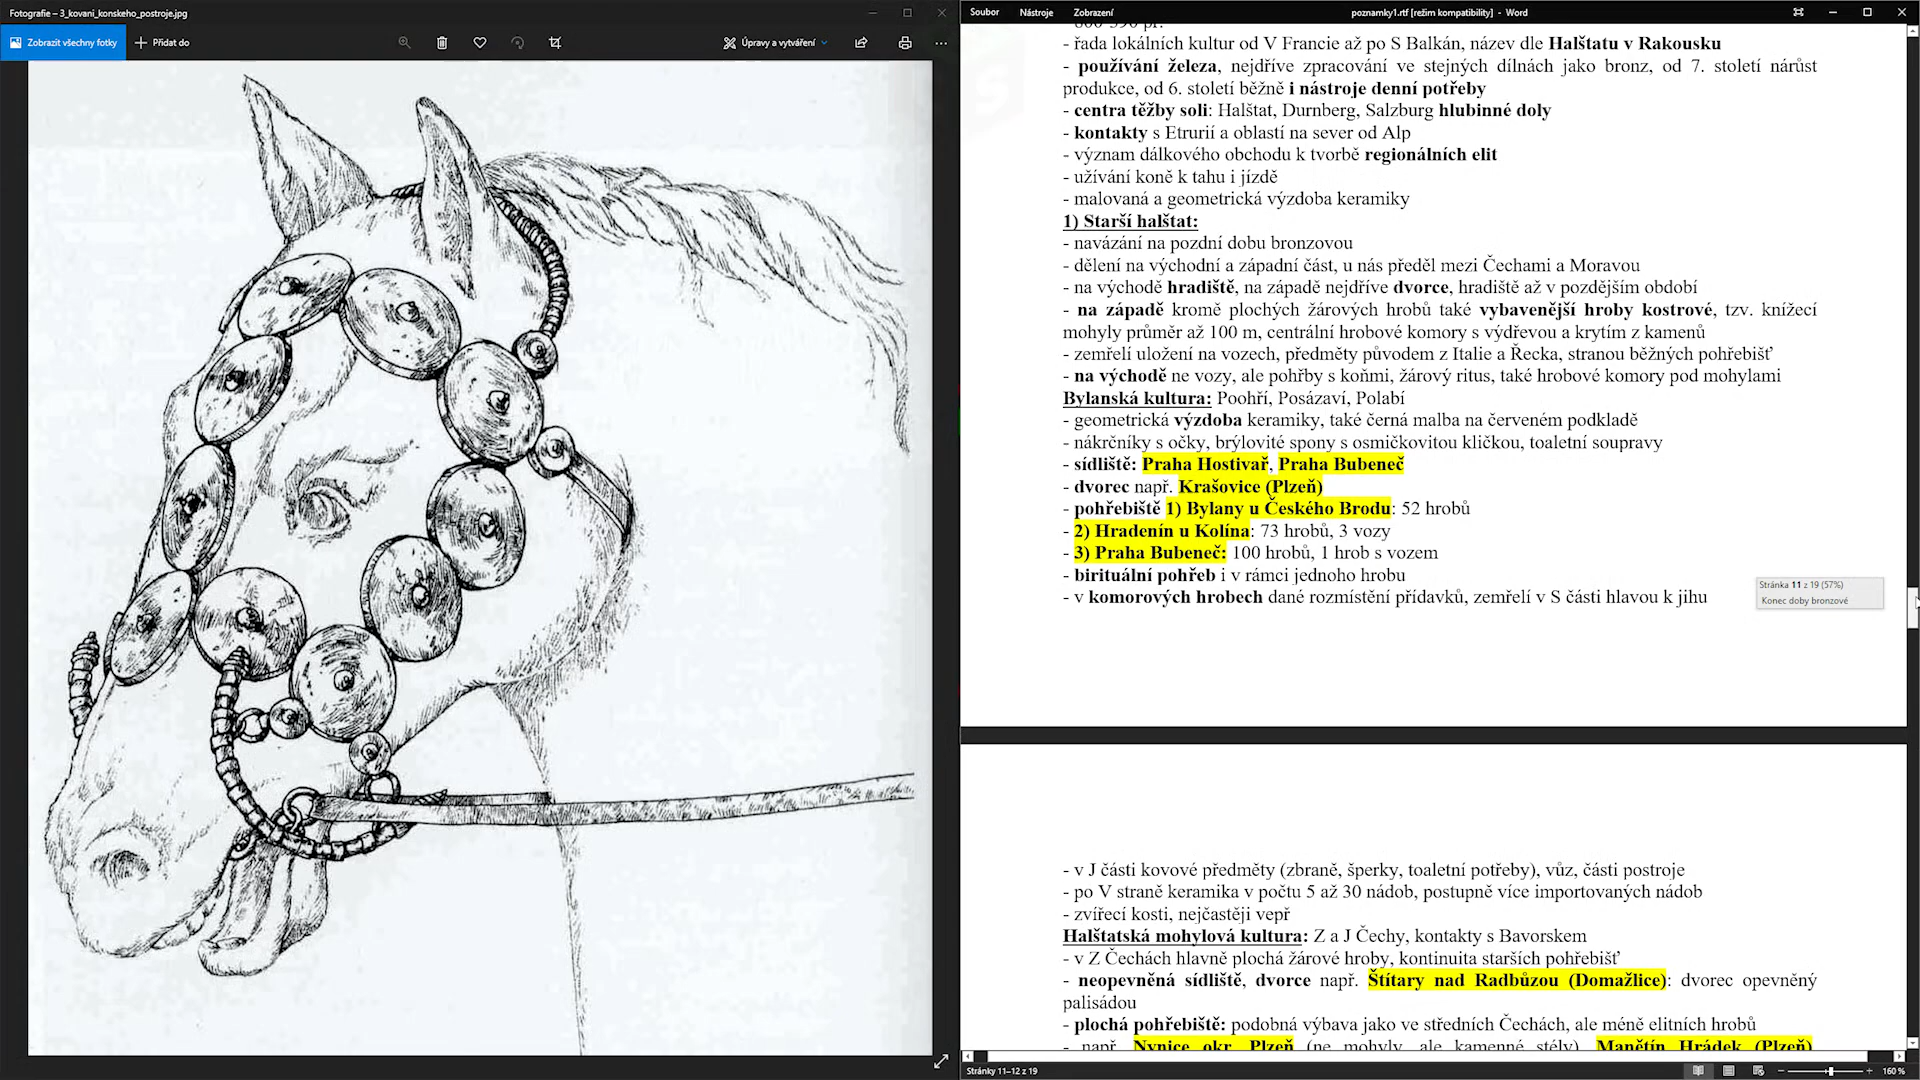 Fotografie – 3_kovani_konskeho_postroje.jpg
Zobrazit všechny fotky
Přidat do
Úpravy a vytváření
Soubor
Nástroje
Zobrazení
poznamky1.rtf [režim kompatibility] - Word
- řada lokálních kultur od V Francie až po S Balkán, název dle Halštatu v Rakousku
- používání železa, nejdříve zpracování ve stejných dílnách jako bronz, od 7. století nárůst
produkce, od 6. století běžně i nástroje denní potřeby
- centra těžby soli: Halštat, Durnberg, Salzburg hlubinné doly
- kontakty s Etrurií a oblastí na sever od Alp
- význam dálkového obchodu k tvorbě regionálních elit
- užívání koně k tahu i jízdě
- malovaná a geometrická výzdoba keramiky
1) Starší halštat:
- navázání na pozdní dobu bronzovou
- dělení na východní a západní část, u nás předěl mezi Čechami a Moravou
- na východě hradiště, na západě nejdříve dvorce, hradiště až v pozdějším období
- na západě kromě plochých žárových hrobů také vybavenější hroby kostrové, tzv. knížecí
mohyly průměr až 100 m, centrální hrobové komory s výdřevou a krytím z kamenů
- zemřelí uložení na vozech, předměty původem z Italie a Řecka, stranou běžných pohřebišť
- na východě ne vozy, ale pohřby s koňmi, žárový ritus, také hrobové komory pod mohylami
Bylanská kultura: Poohří, Posázaví, Polabí
- geometrická výzdoba keramiky, také černá malba na červeném podkladě
- nákrčníky s očky, brýlovité spony s osmičkovitou kličkou, toaletní soupravy
- sídliště: Praha Hostivař, Praha Bubeneč
- dvorec např. Krašovice (Plzeň)
- pohřebiště 1) Bylany u Českého Brodu: 52 hrobů
- 2) Hradenín u Kolína: 73 hrobů, 3 vozy
- 3) Praha Bubeneč: 100 hrobů, 1 hrob s vozem
- birituální pohřeb i v rámci jednoho hrobu
- v komorových hrobech dané rozmístění přídavků, zemřelí v S části hlavou k jihu
Stránka 11 z 19 (57%)
Konec doby bronzové
- v J části kovové předměty (zbraně, šperky, toaletní potřeby), vůz, části postroje
- po V straně keramika v počtu 5 až 30 nádob, postupně více importovaných nádob
- zvířecí kosti, nejčastěji vepř
Halštatská mohylová kultura: Z a J Čechy, kontakty s Bavorskem
- v Z Čechách hlavně plochá žárové hroby, kontinuita starších pohřebišť
- neopevněná sídliště, dvorce např. Štítary nad Radbůzou (Domažlice): dvorec opevněný
palisádou
- plochá pohřebiště: podobná výbava jako ve středních Čechách, ale méně elitních hrobů
- např. Nynice okr. Plzeň (ne mohyly, ale kamenné stély), Manětín Hrádek (Plzeň)
Stránky 11–12 z 19
160 %